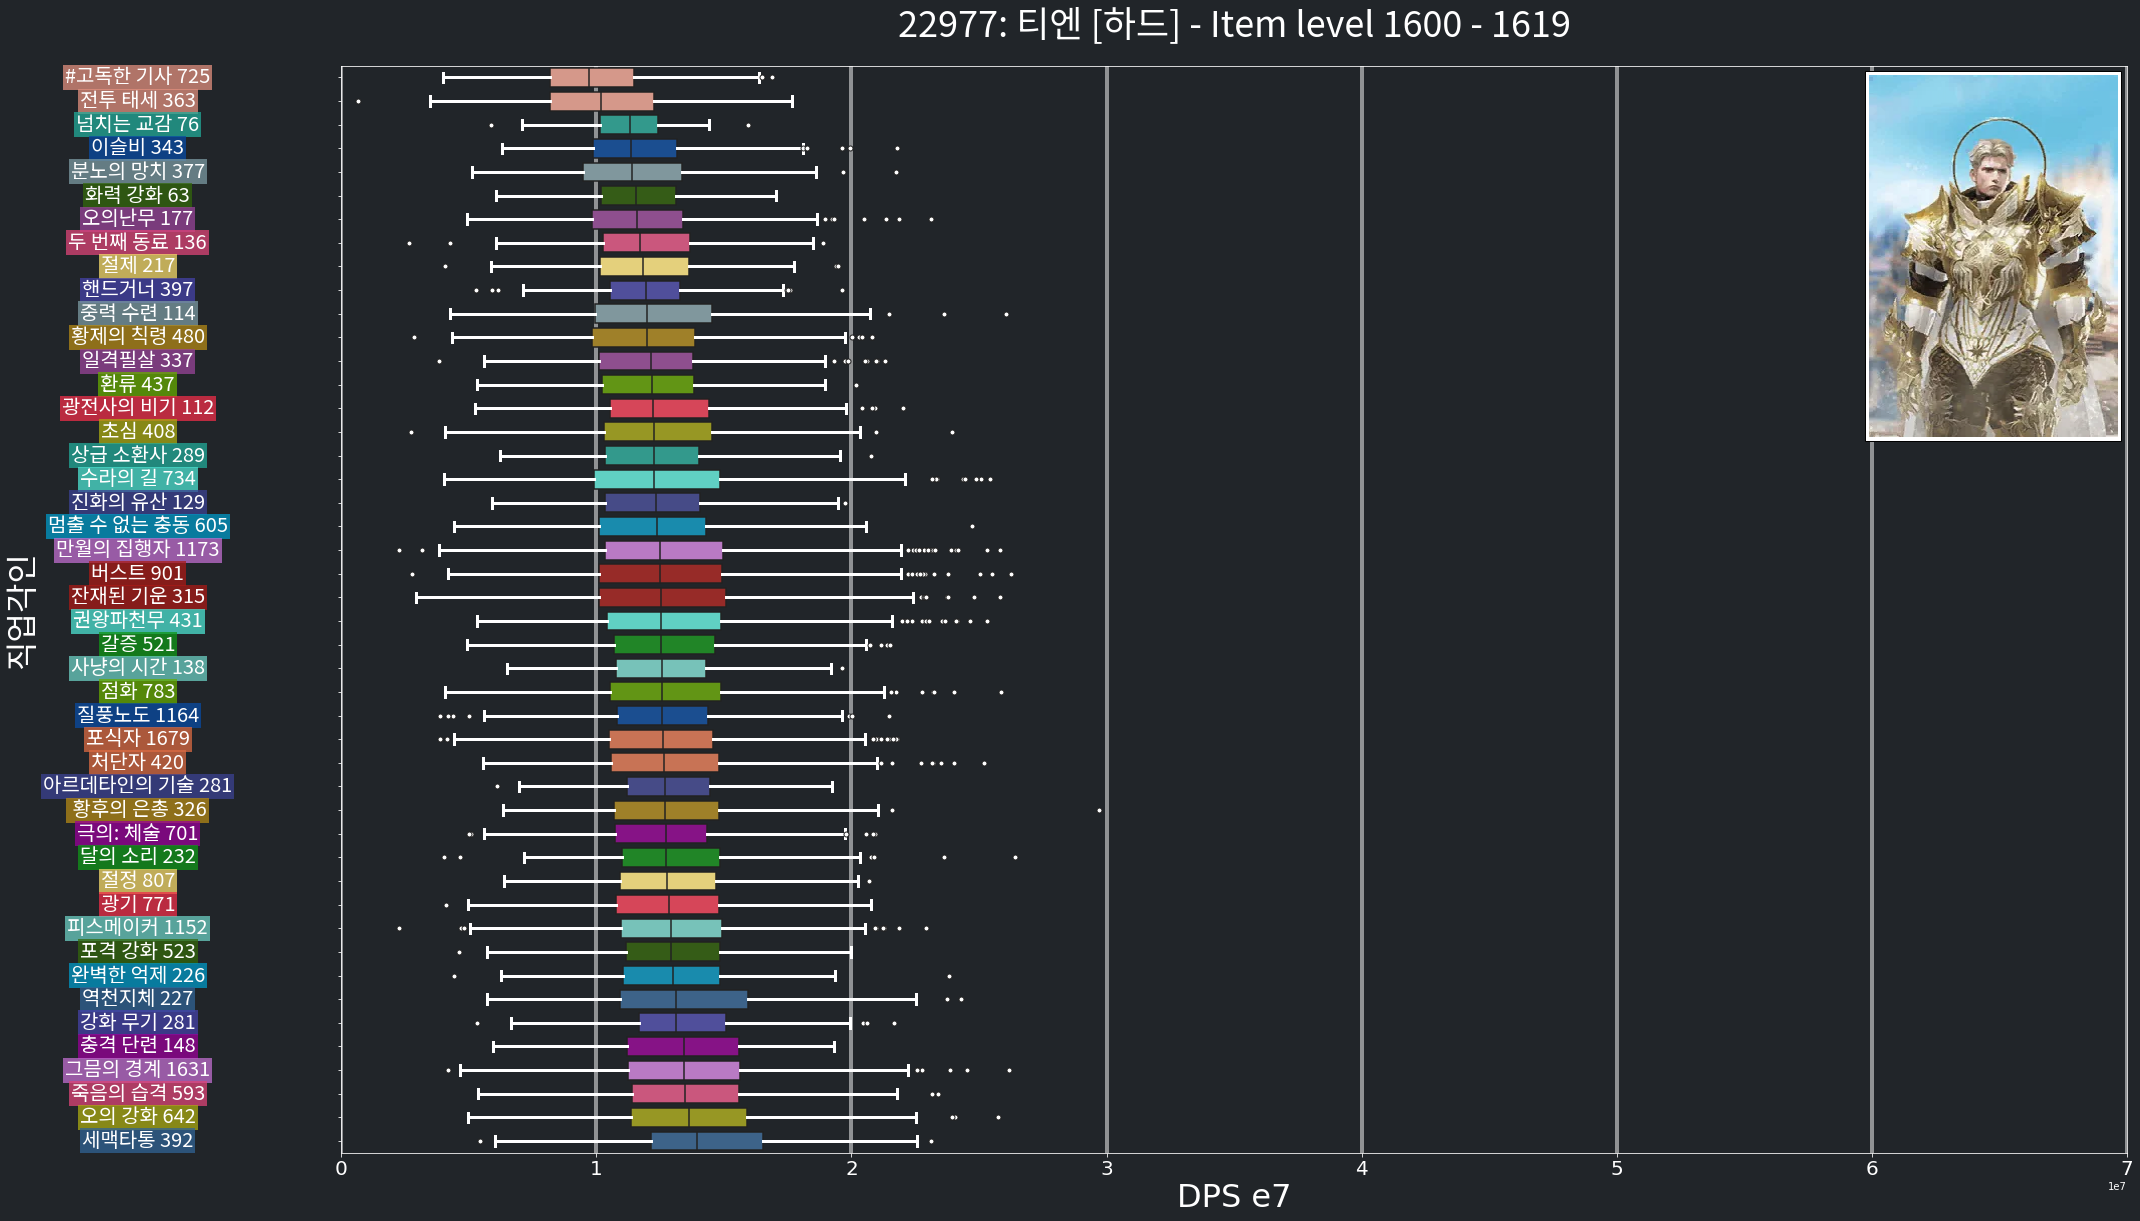 22977: 티엔 [하드] - Item level 1600 - 1619
직업각인
#고독한 기사 725
전투 태세 363
넘치는 교감 76
이슬비 343
분노의 망치 377
화력 강화 63
오의난무 177
두 번째 동료 136
절제 217
핸드거너 397
중력 수련 114
황제의 칙령 480
일격필살 337
환류 437
광전사의 비기 112
초심 408
상급 소환사 289
수라의 길 734
진화의 유산 129
멈출 수 없는 충동 605
만월의 집행자 1173
버스트 901
잔재된 기운 315
권왕파천무 431
갈증 521
사냥의 시간 138
점화 783
질풍노도 1164
포식자 1679
처단자 420
아르데타인의 기술 281
황후의 은총 326
극의: 체술 701
달의 소리 232
절정 807
광기 771
피스메이커 1152
포격 강화 523
완벽한 억제 226
역천지체 227
강화 무기 281
충격 단련 148
그믐의 경계 1631
죽음의 습격 593
오의 강화 642
세맥타통 392
0 1 2 3 4 5 6 7
1e7
DPS e7